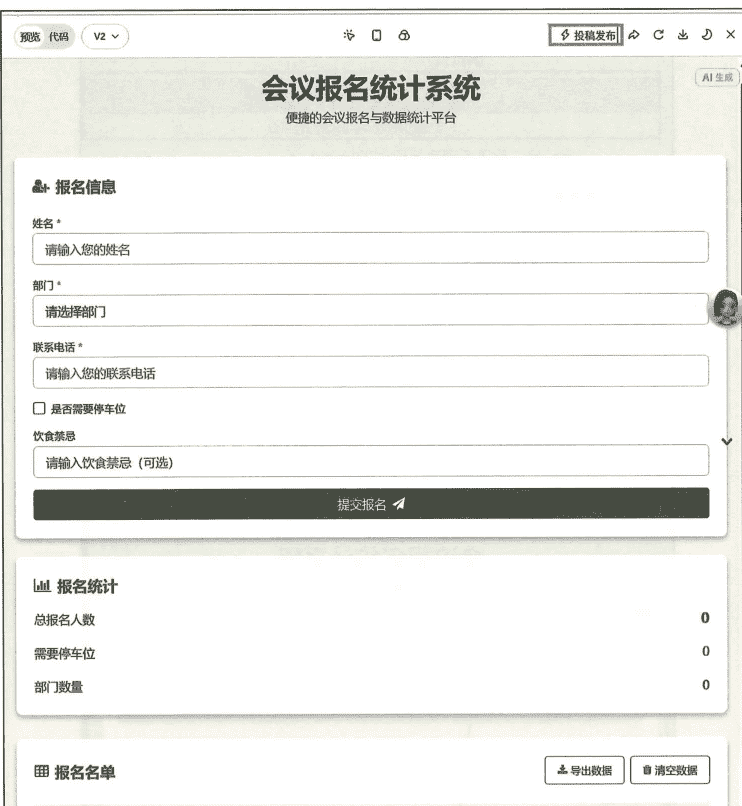 预览 代码 V2 投稿发布
AI 生成
会议报名统计系统
便捷的会议报名与数据统计平台
报名信息
姓名 *
请输入您的姓名
部门 *
请选择部门
联系电话 *
请输入您的联系电话
是否需要停车位
饮食禁忌
请输入饮食禁忌（可选）
提交报名
报名统计
总报名人数 0
需要停车位 0
部门数量 0
报名名单 导出数据 清空数据